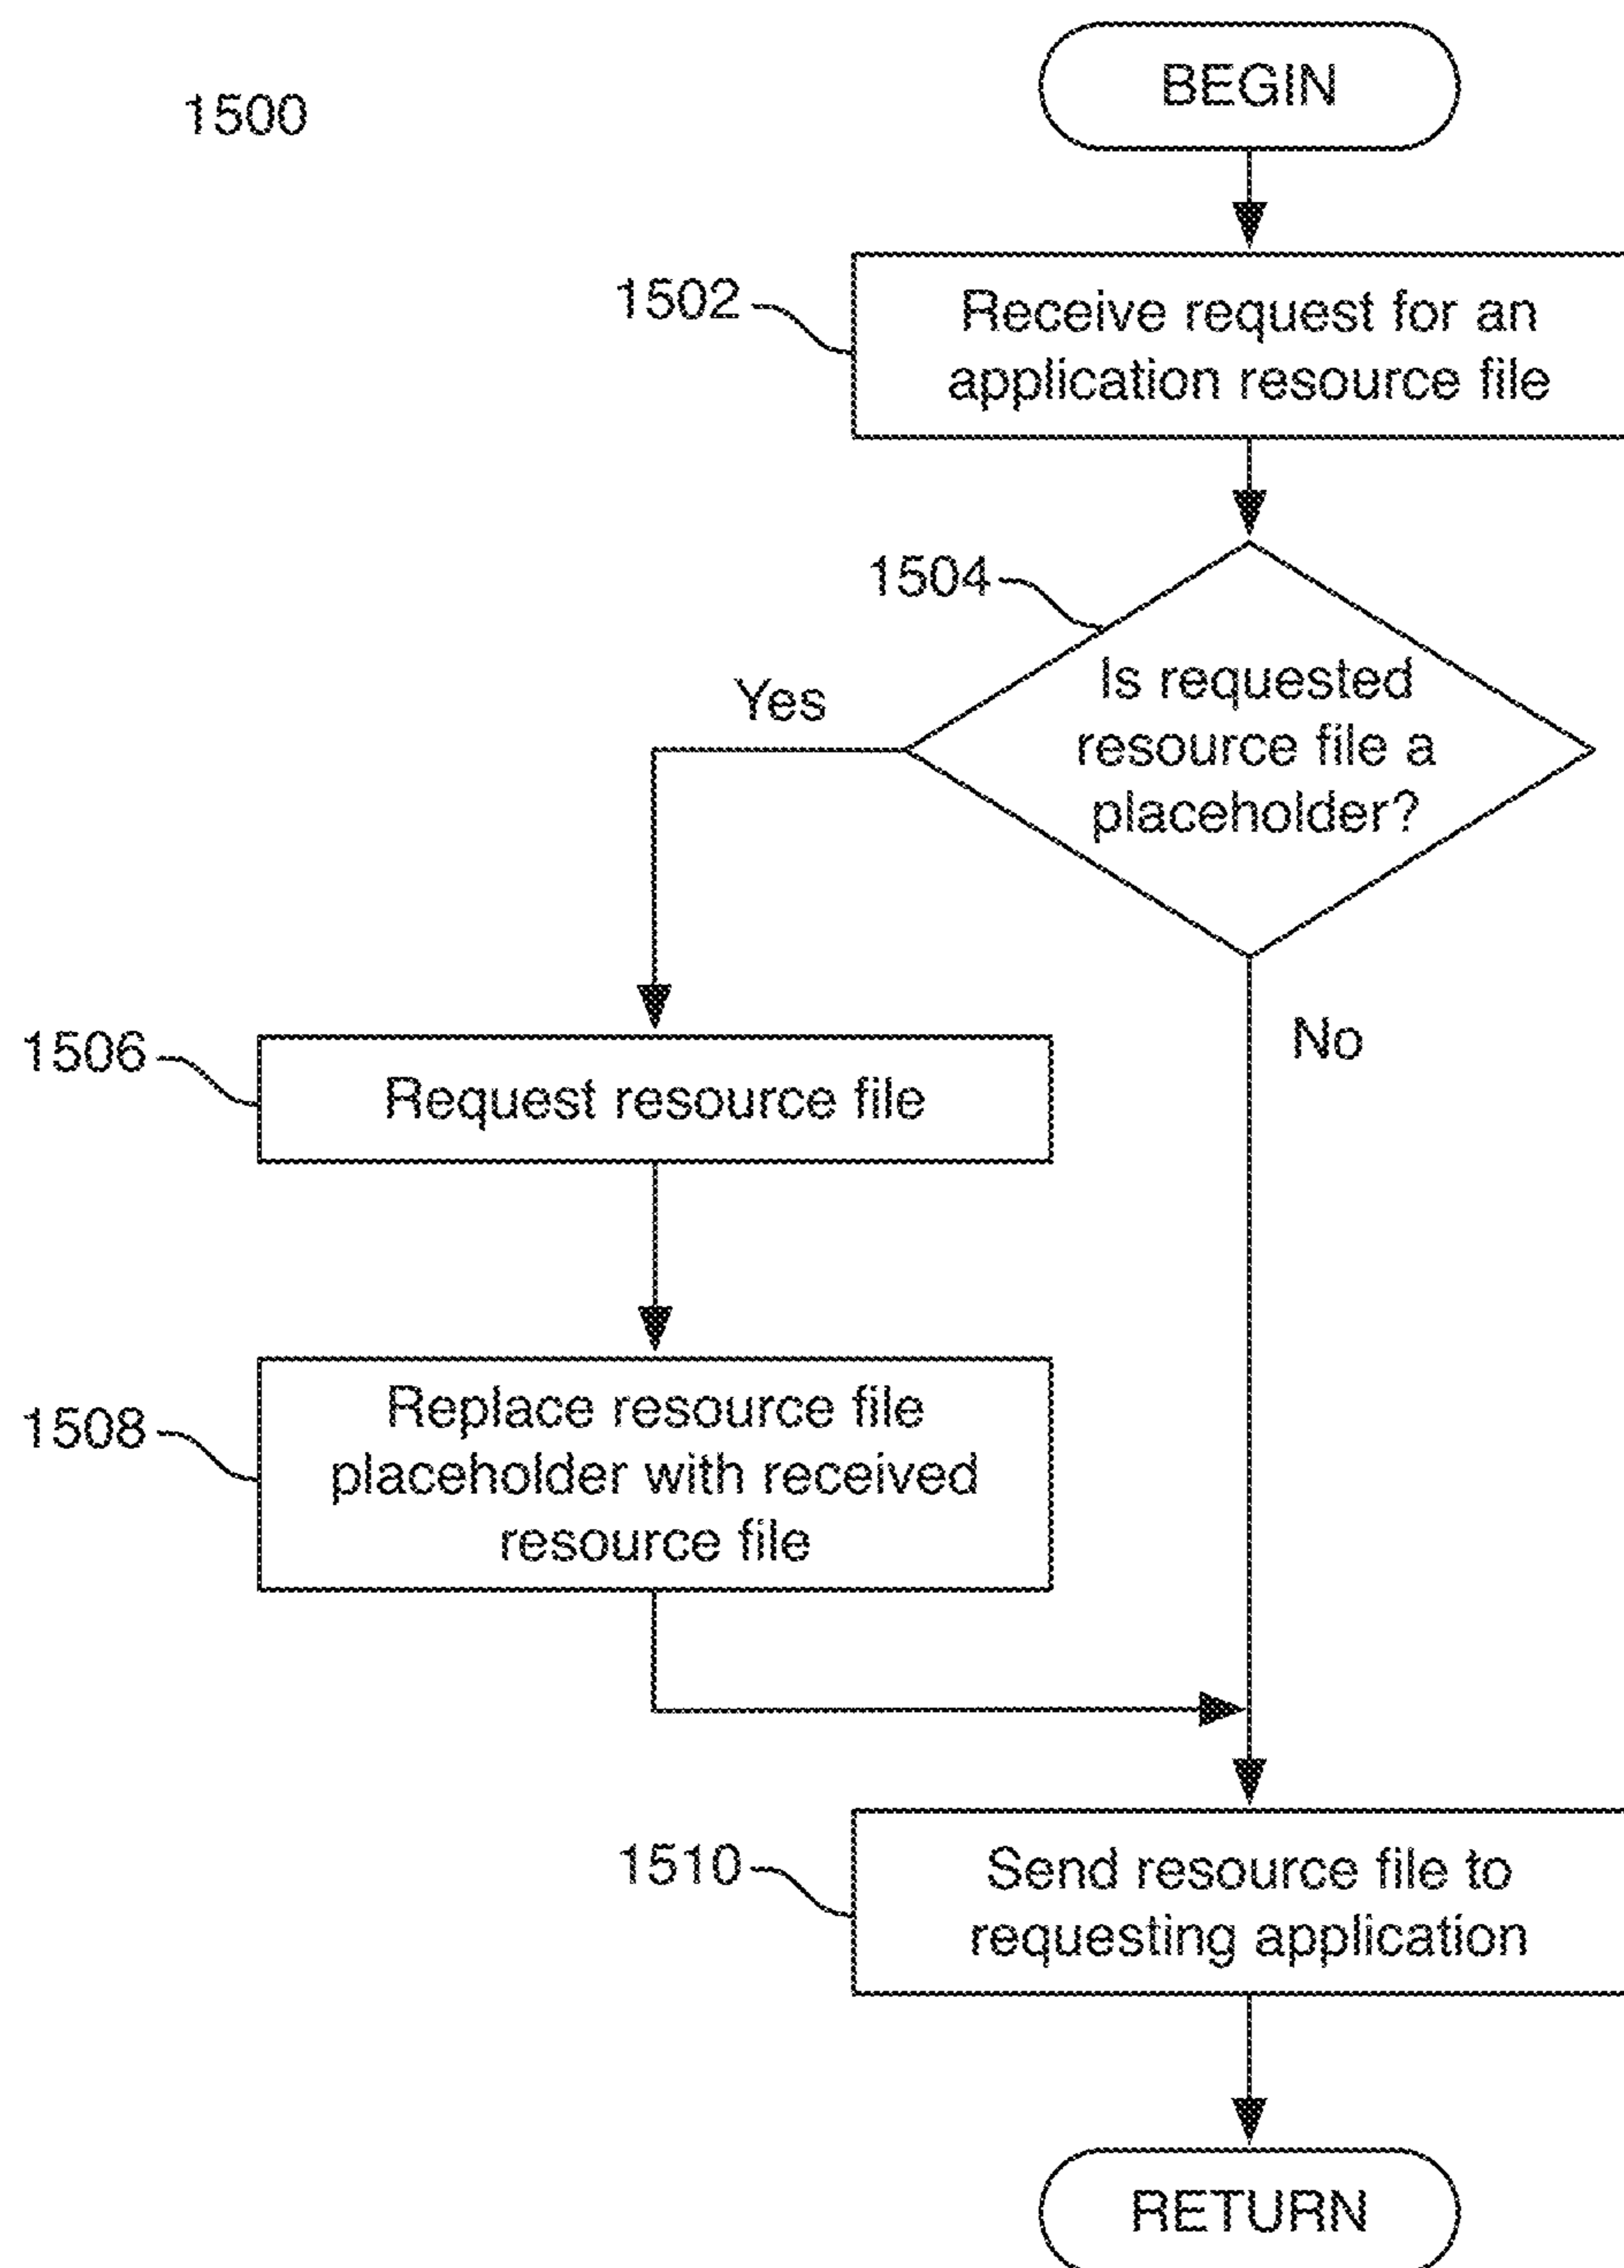 1500
BEGIN
1502
Receive request for an
application resource file
1504
Is requested
resource file a
placeholder?
Yes
No
1506
Request resource file
1508
Replace resource file
placeholder with received
resource file
1510
Send resource file to
requesting application
RETURN